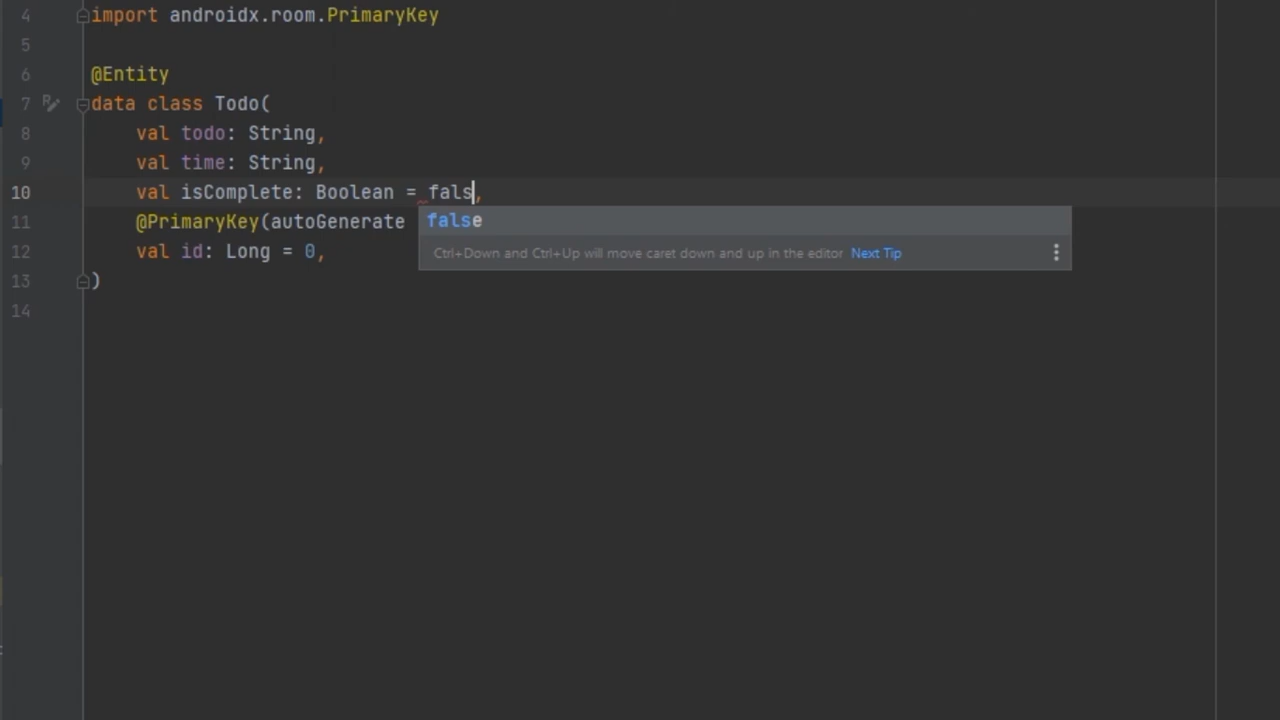 4 import androidx.room.PrimaryKey
5
6 @Entity
7 data class Todo(
8 val todo: String,
9 val time: String,
10 val isComplete: Boolean = fals,
11 @PrimaryKey(autoGenerate
false
12 val id: Long = 0,
Ctrl+Down and Ctrl+Up will move caret down and up in the editor Next Tip
13 )
14